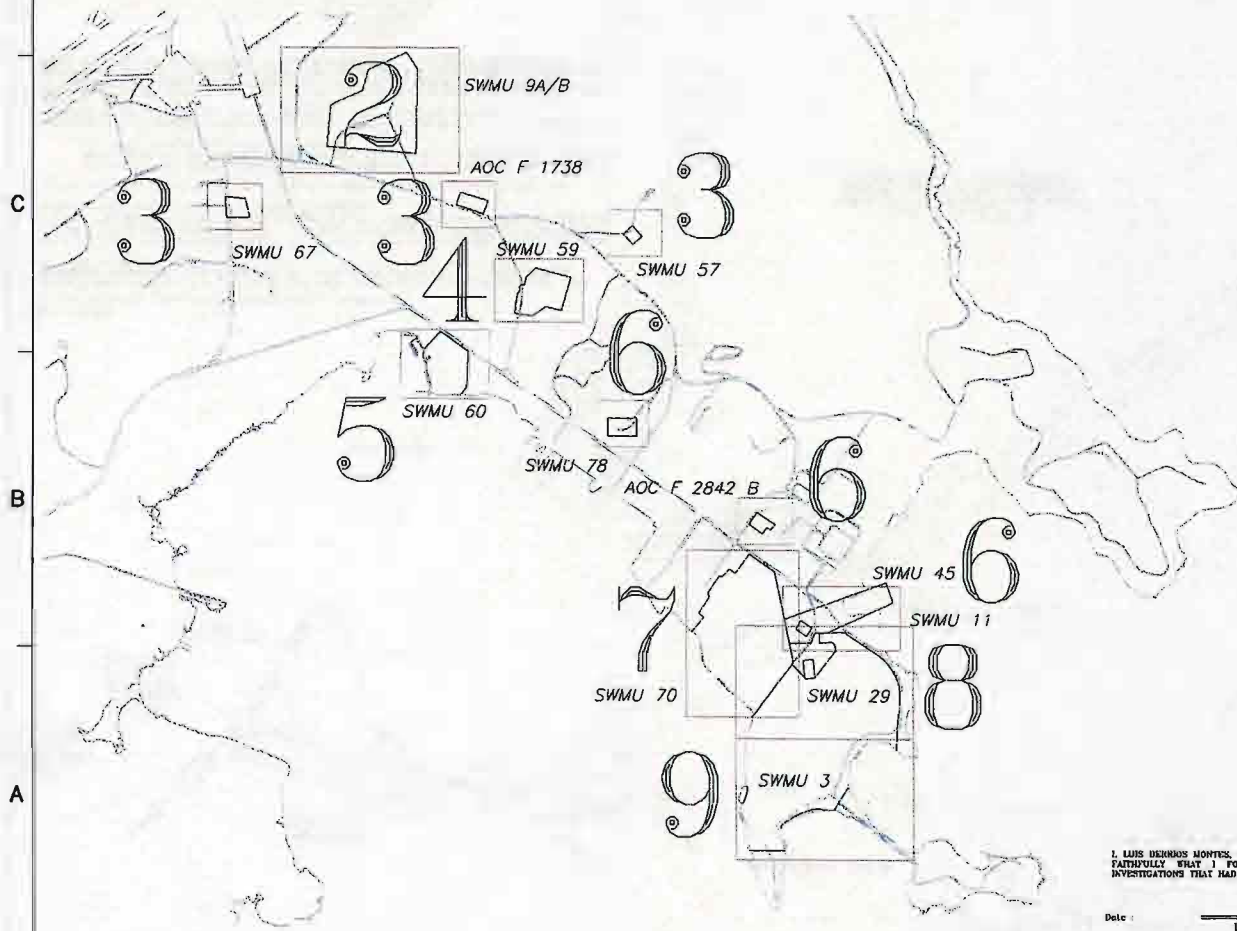 2
SWMU 9A/B
AOC F 1738
C
3
3
3
SWMU 67
SWMU 59
SWMU 57
4
6
SWMU 60
5
SWMU 78
6
AOC F 2842 B
B
6
SWMU 45
7
SWMU 11
SWMU 70
SWMU 29
8
9
SWMU 3
A
I, LUIS BERRIOS MONTES,
FAITHFULLY WHAT I FO
INVESTIGATIONS THAT HAD
Date :